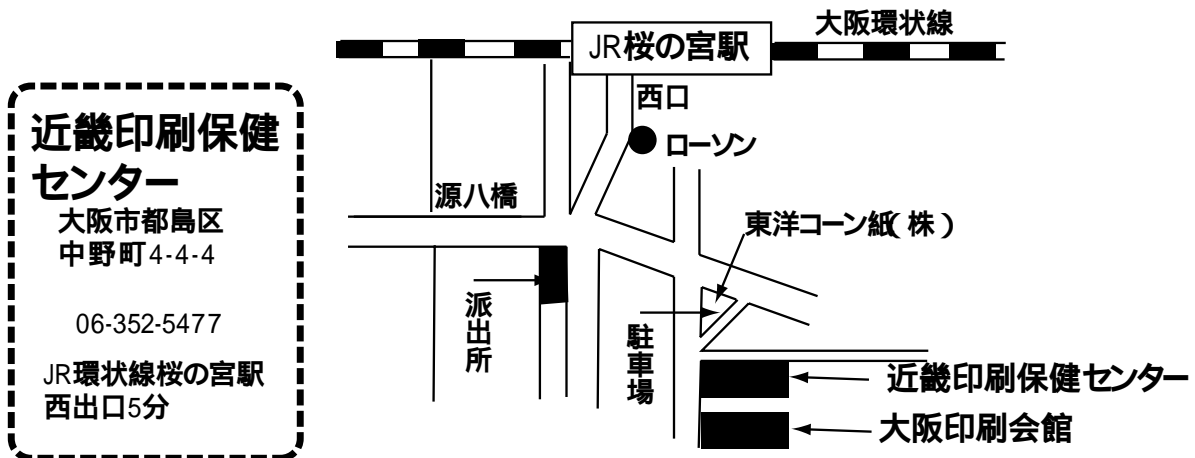 近畿印刷保健
センター
大阪市都島区
中野町4-4-4
06-352-5477
JR環状線桜の宮駅
西出口5分
大阪環状線
JR桜の宮駅
西口
ローソン
源八橋
東洋コーン紙(株)
派出所
駐車場
近畿印刷保健センター
大阪印刷会館